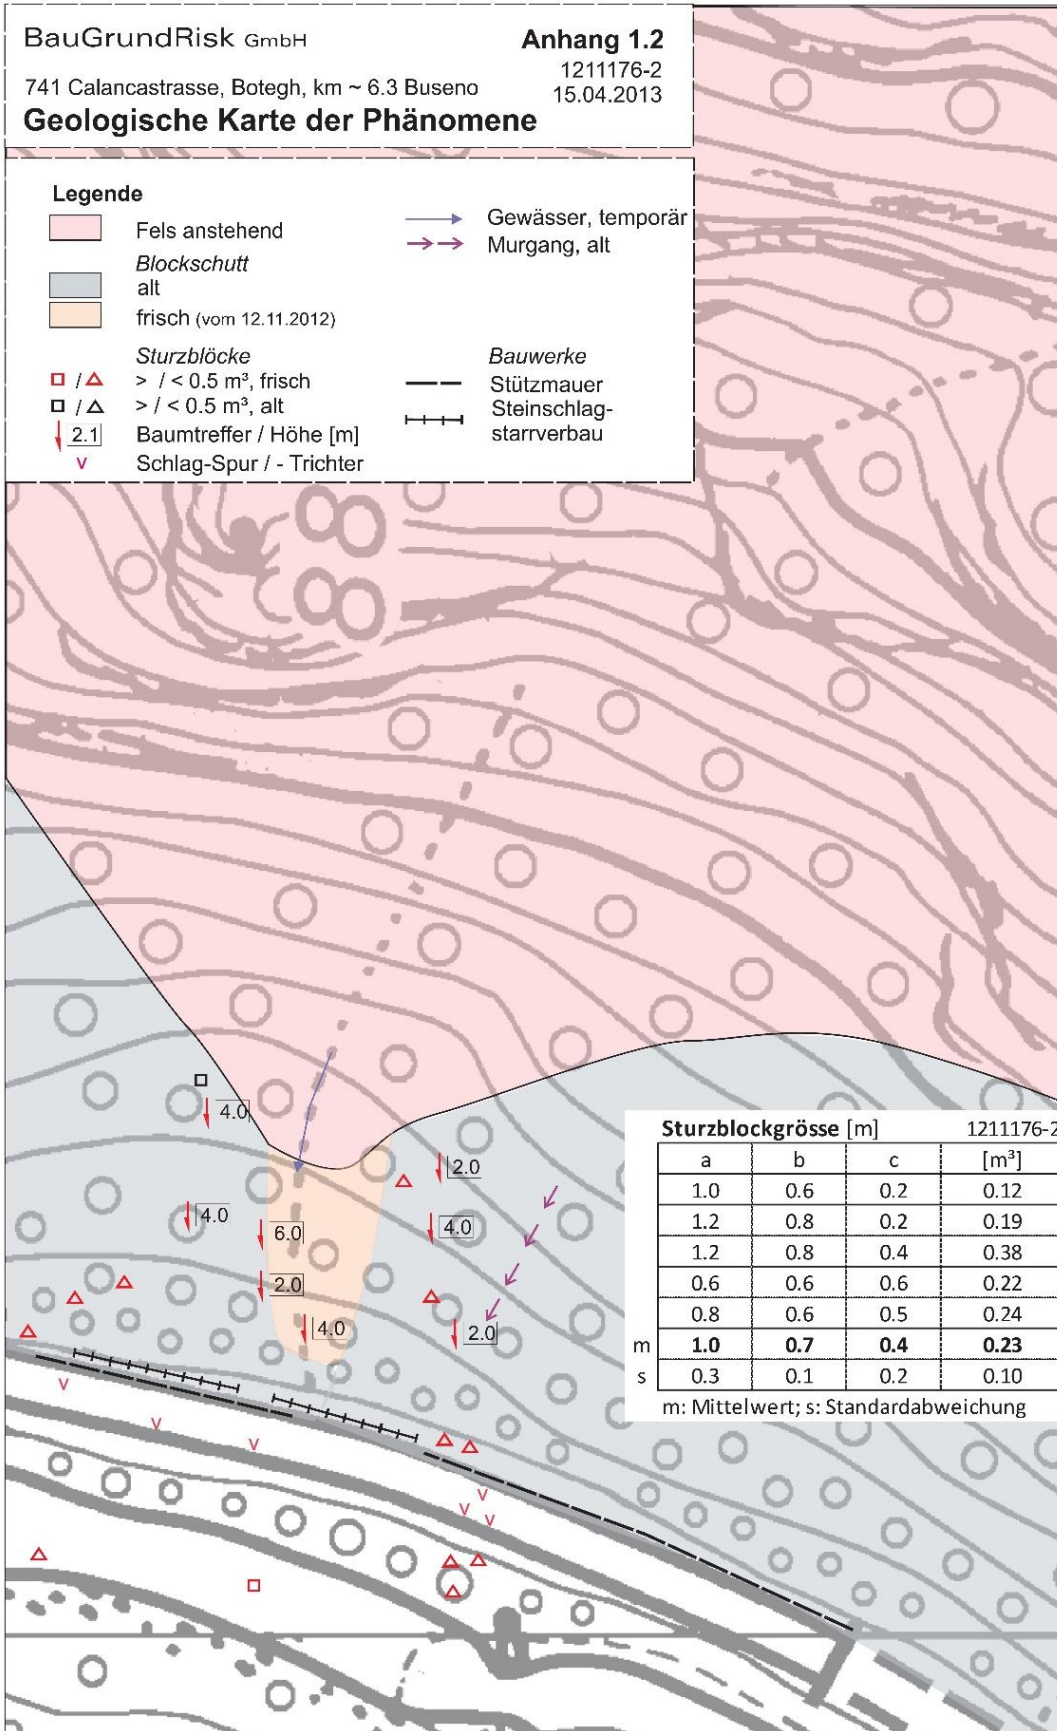 BauGrundRisk GmbH
Anhang 1.2
1211176-2
741 Calancastrasse, Botegh, km ~ 6.3 Buseno
15.04.2013
Geologische Karte der Phänomene
Legende
Fels anstehend
Blockschutt
alt
frisch (vom 12.11.2012)
Sturzblöcke
□ / △ > / < 0.5 m³, frisch
□ / △ > / < 0.5 m³, alt
2.1 Baumtreffer / Höhe [m]
v Schlag-Spur / - Trichter
Gewässer, temporär
Murgang, alt
Bauwerke
Stützmauer
Steinschlag-
starrverbau
4.0
2.0
4.0
6.0
4.0
2.0
4.0
2.0
Sturzblockgrösse [m] 1211176-2
a b c [m³]
1.0 0.6 0.2 0.12
1.2 0.8 0.2 0.19
1.2 0.8 0.4 0.38
0.6 0.6 0.6 0.22
0.8 0.6 0.5 0.24
m 1.0 0.7 0.4 0.23
s 0.3 0.1 0.2 0.10
m: Mittelwert; s: Standardabweichung